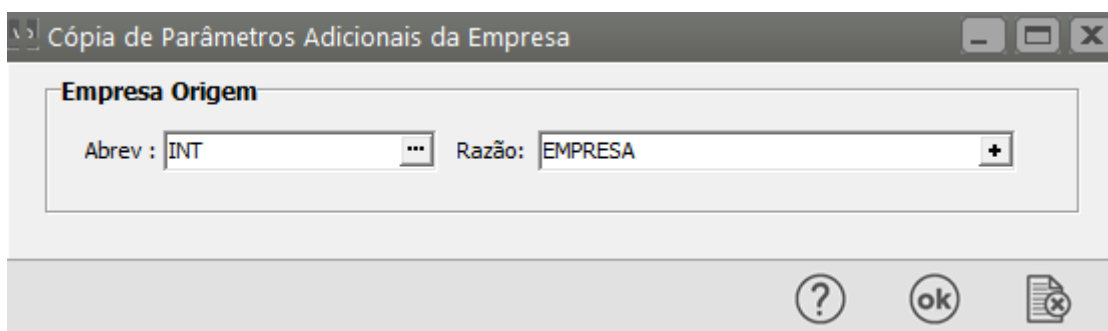 Cópia de Parâmetros Adicionais da Empresa
Empresa Origem
Abrev : INT ... Razão: EMPRESA +
? ok